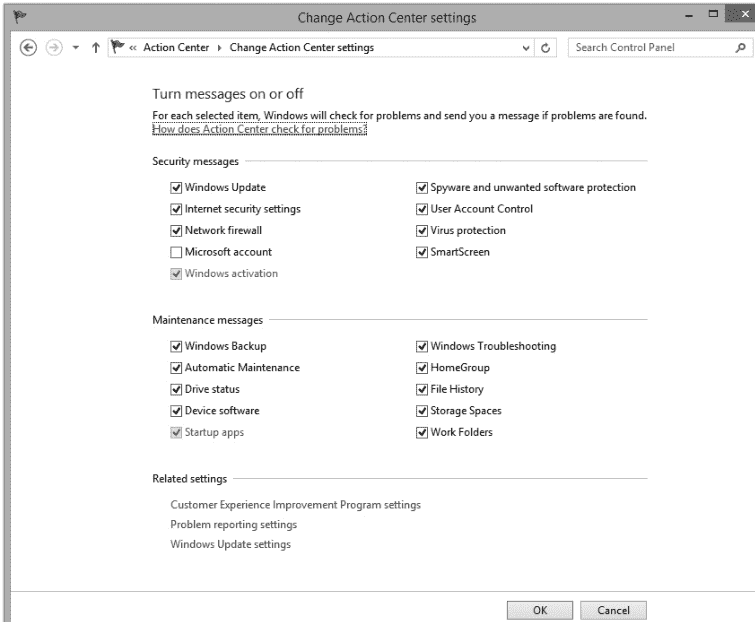 Change Action Center settings
« Action Center ▸ Change Action Center settings
Search Control Panel
Turn messages on or off
For each selected item, Windows will check for problems and send you a message if problems are found.
How does Action Center check for problems?
Security messages
Windows Update
Spyware and unwanted software protection
Internet security settings
User Account Control
Network firewall
Virus protection
Microsoft account
SmartScreen
Windows activation
Maintenance messages
Windows Backup
Windows Troubleshooting
Automatic Maintenance
HomeGroup
Drive status
File History
Device software
Storage Spaces
Startup apps
Work Folders
Related settings
Customer Experience Improvement Program settings
Problem reporting settings
Windows Update settings
OK
Cancel